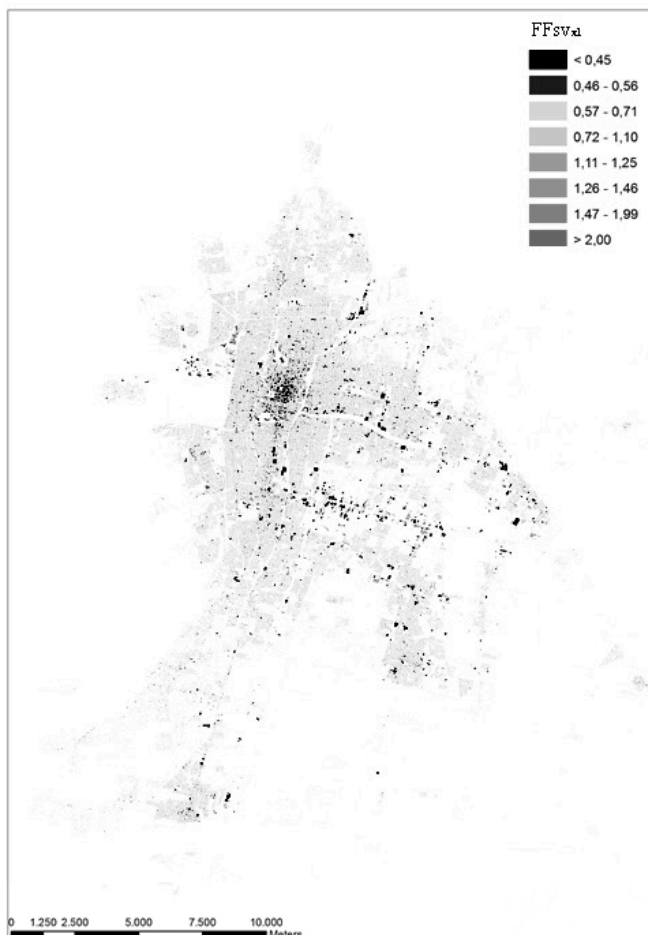 FFsvxl
< 0,45
0,46 - 0,56
0,57 - 0,71
0,72 - 1,10
1,11 - 1,25
1,26 - 1,46
1,47 - 1,99
> 2,00
0 1.250 2.500 5.000 7.500 10.000
Meters